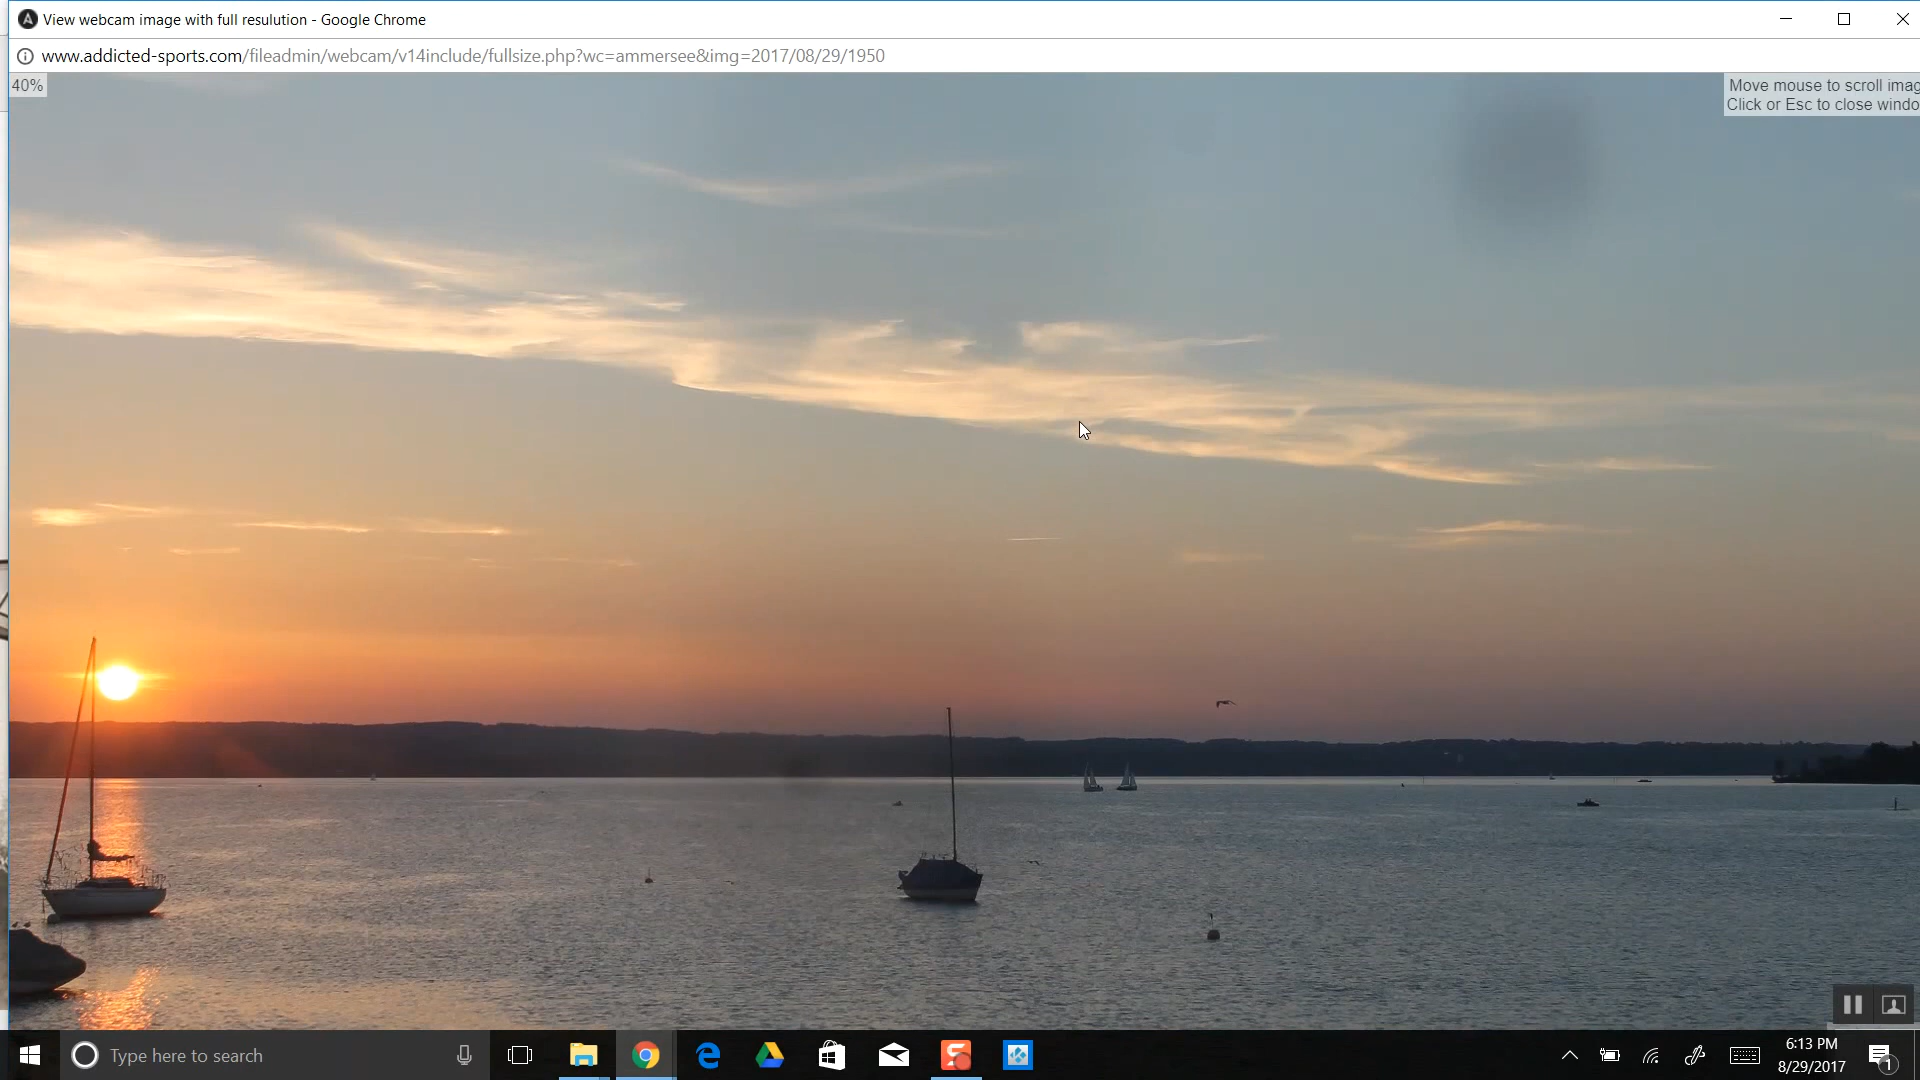 View webcam image with full resulution - Google Chrome
www.addicted-sports.com/fileadmin/webcam/v14include/fullsize.php?wc=ammersee&img=2017/08/29/1950
40%
Move mouse to scroll imag
Click or Esc to close windo
Type here to search
6:13 PM
8/29/2017
1